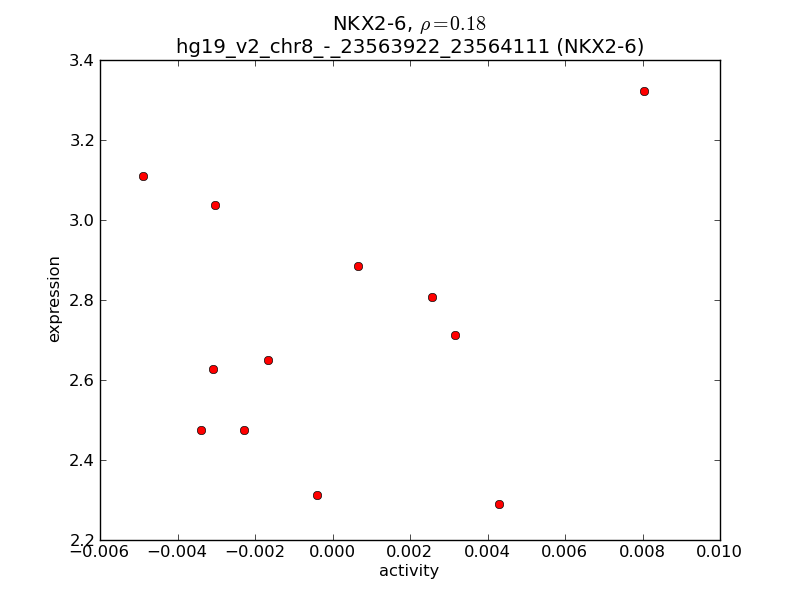 NKX2-6, ρ=0.18
hg19_v2_chr8_-_23563922_23564111 (NKX2-6)
3.4
3.2
3.0
2.8
2.6
2.4
2.2
expression
−0.006 −0.004 −0.002 0.000 0.002 0.004 0.006 0.008 0.010
activity